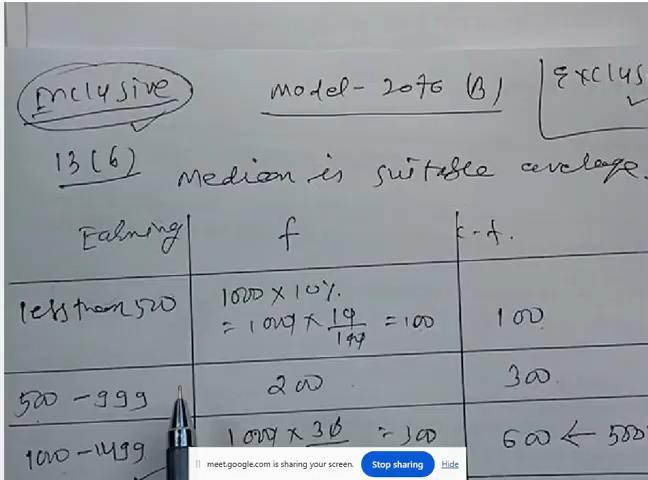 Inclusive
Model - 2076 (B)
Exclus
13 (b)
Median is suitable average.
Earning f c.f.
less than 500 1000 × 10% = 1000 × 10/100 = 100 100
500 - 999 200 300
1000 - 1499 1000 × 30 = 300 600 ← 500
meet.google.com is sharing your screen. Stop sharing Hide